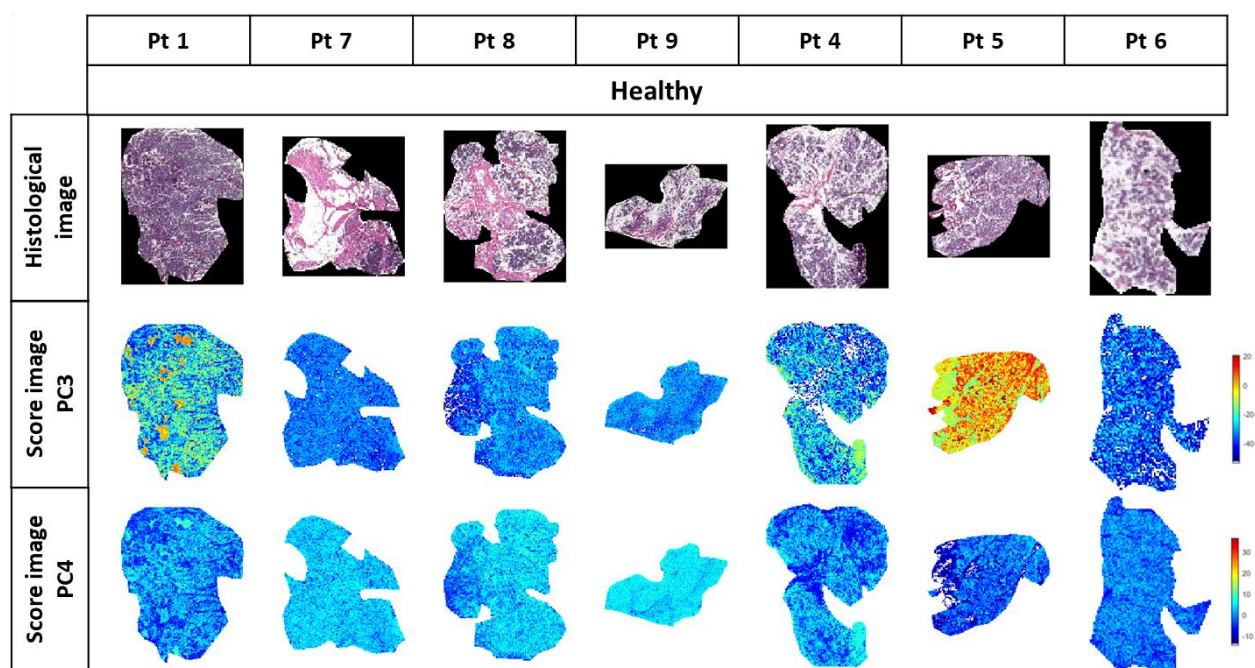 Pt 1 Pt 7 Pt 8 Pt 9 Pt 4 Pt 5 Pt 6
Healthy
Histological
image
Score image
PC3
20
0
-20
-40
Score image
PC4
30
20
10
0
-10